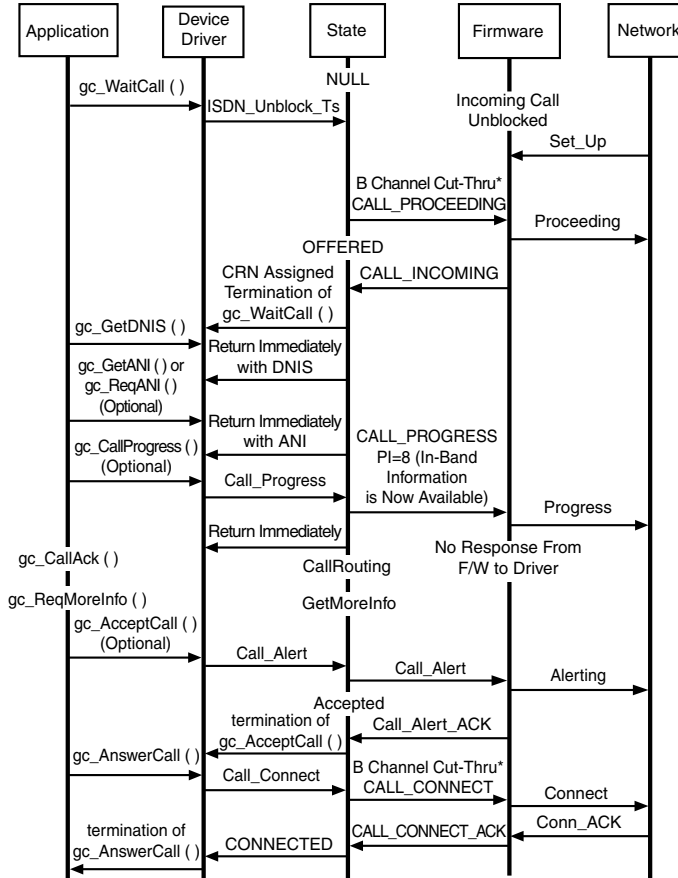 Application
Device
Driver
State
Firmware
Network
NULL
gc_WaitCall ( )
ISDN_Unblock_Ts
Incoming Call
Unblocked
Set_Up
B Channel Cut-Thru*
CALL_PROCEEDING
Proceeding
OFFERED
CRN Assigned
Termination of
gc_WaitCall ( )
CALL_INCOMING
gc_GetDNIS ( )
Return Immediately
with DNIS
gc_GetANI ( ) or
gc_ReqANI ( )
(Optional)
Return Immediately
with ANI
gc_CallProgress ( )
(Optional)
CALL_PROGRESS
PI=8 (In-Band
Information
is Now Available)
Call_Progress
Progress
Return Immediately
gc_CallAck ( )
CallRouting
No Response From
F/W to Driver
gc_ReqMoreInfo ( )
GetMoreInfo
gc_AcceptCall ( )
(Optional)
Call_Alert
Call_Alert
Alerting
Accepted
termination of
gc_AcceptCall ( )
Call_Alert_ACK
gc_AnswerCall ( )
Call_Connect
B Channel Cut-Thru*
CALL_CONNECT
Connect
Conn_ACK
CALL_CONNECT_ACK
CONNECTED
termination of
gc_AnswerCall ( )